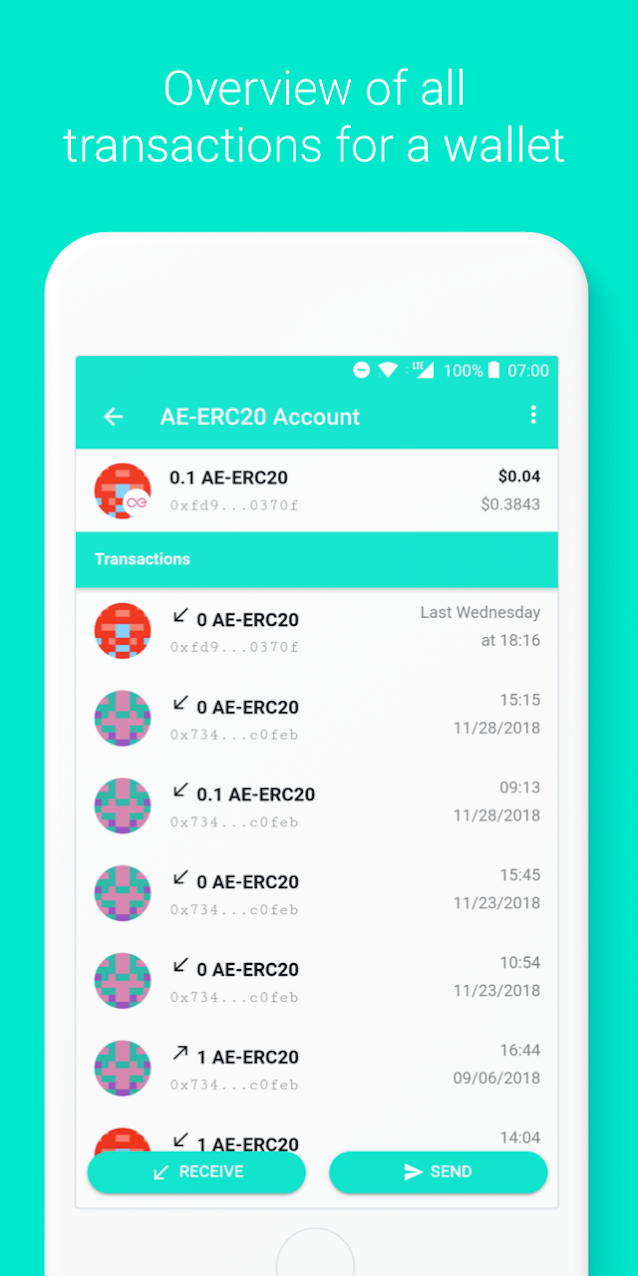 Overview of all
transactions for a wallet
LTE 100% 07:00
AE-ERC20 Account
0.1 AE-ERC20 $0.04
0xfd9...0370f $0.3843
Transactions
0 AE-ERC20 Last Wednesday
0xfd9...0370f at 18:16
0 AE-ERC20 15:15
0x734...c0feb 11/28/2018
0.1 AE-ERC20 09:13
0x734...c0feb 11/28/2018
0 AE-ERC20 15:45
0x734...c0feb 11/23/2018
0 AE-ERC20 10:54
0x734...c0feb 11/23/2018
1 AE-ERC20 16:44
0x734...c0feb 09/06/2018
1 AE-ERC20 14:04
RECEIVE SEND